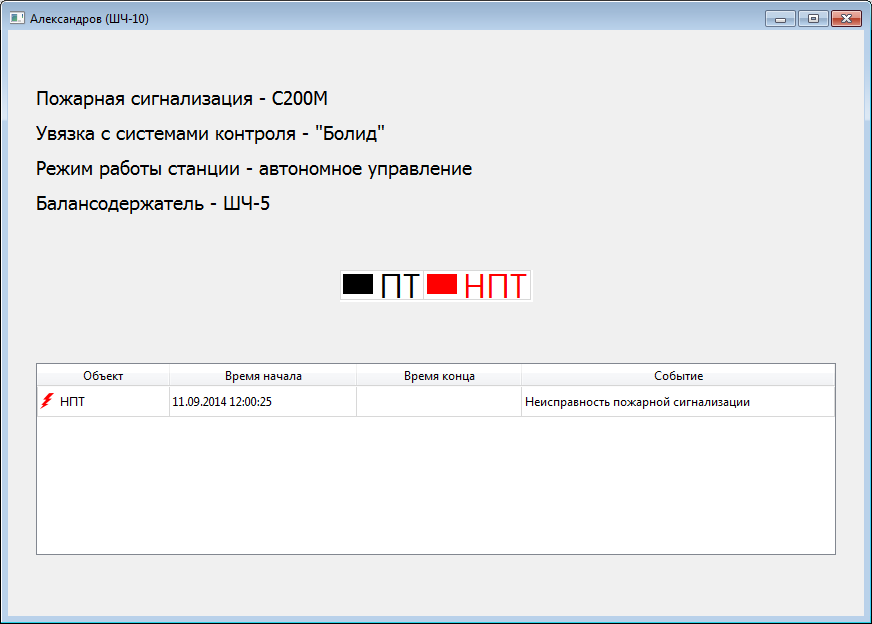 Александров (ШЧ-10)
Пожарная сигнализация - С200М
Увязка с системами контроля - "Болид"
Режим работы станции - автономное управление
Балансодержатель - ШЧ-5
ПТ НПТ
Объект Время начала Время конца Событие
НПТ 11.09.2014 12:00:25 Неисправность пожарной сигнализации